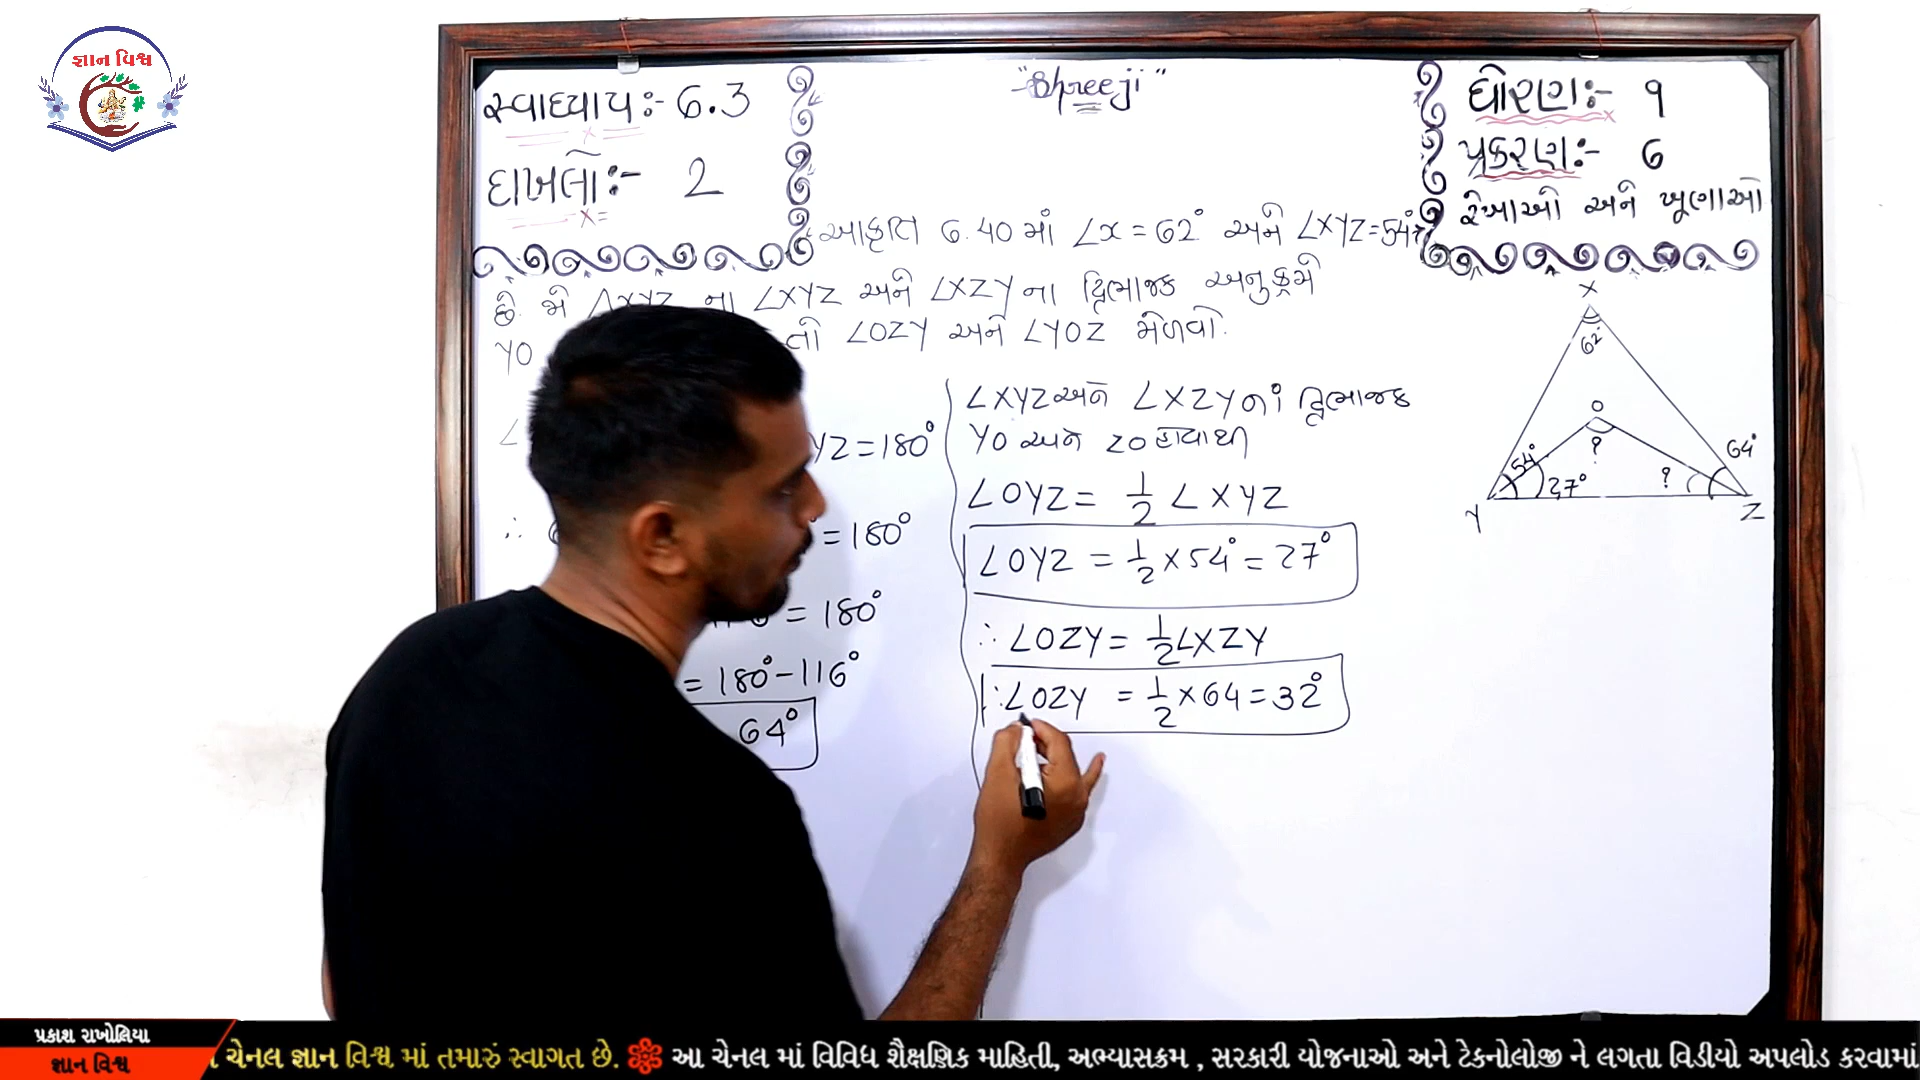 જ્ઞાન વિશ્વ
સ્વાધ્યાય:- 6.3
દાખલો:- 2
"Shreeji"
ધોરણ:- ૧
પ્રકરણ:- 6
રેખાઓ અને ખૂણાઓ
આકૃતિ 6.40 માં ∠x = 62° અને ∠XYZ = 54°
છે. જો ΔXYZ ના ∠XYZ અને ∠XZY ના દ્વિભાજક અનુક્રમે
YO તો ∠OZY અને ∠YOZ મેળવો.
YZ = 180°
= 180°
= 180°
= 180° - 116°
64°
∠XYZ અને ∠XZY નાં દ્વિભાજક
YO અને ZO હોવાથી
∠OYZ = 1/2 ∠XYZ
∠OYZ = 1/2 × 54° = 27°
∴ ∠OZY = 1/2 ∠XZY
∴ ∠OZY = 1/2 × 64 = 32°
X
62°
O
?
54°
27°
?
64°
Y
Z
પ્રકાશ રાખોલિયા
જ્ઞાન વિશ્વ
ચેનલ જ્ઞાન વિશ્વ માં તમારું સ્વાગત છે. આ ચેનલ માં વિવિધ શૈક્ષણિક માહિતી, અભ્યાસક્રમ , સરકારી યોજનાઓ અને ટેકનોલોજી ને લગતા વિડીયો અપલોડ કરવામાં